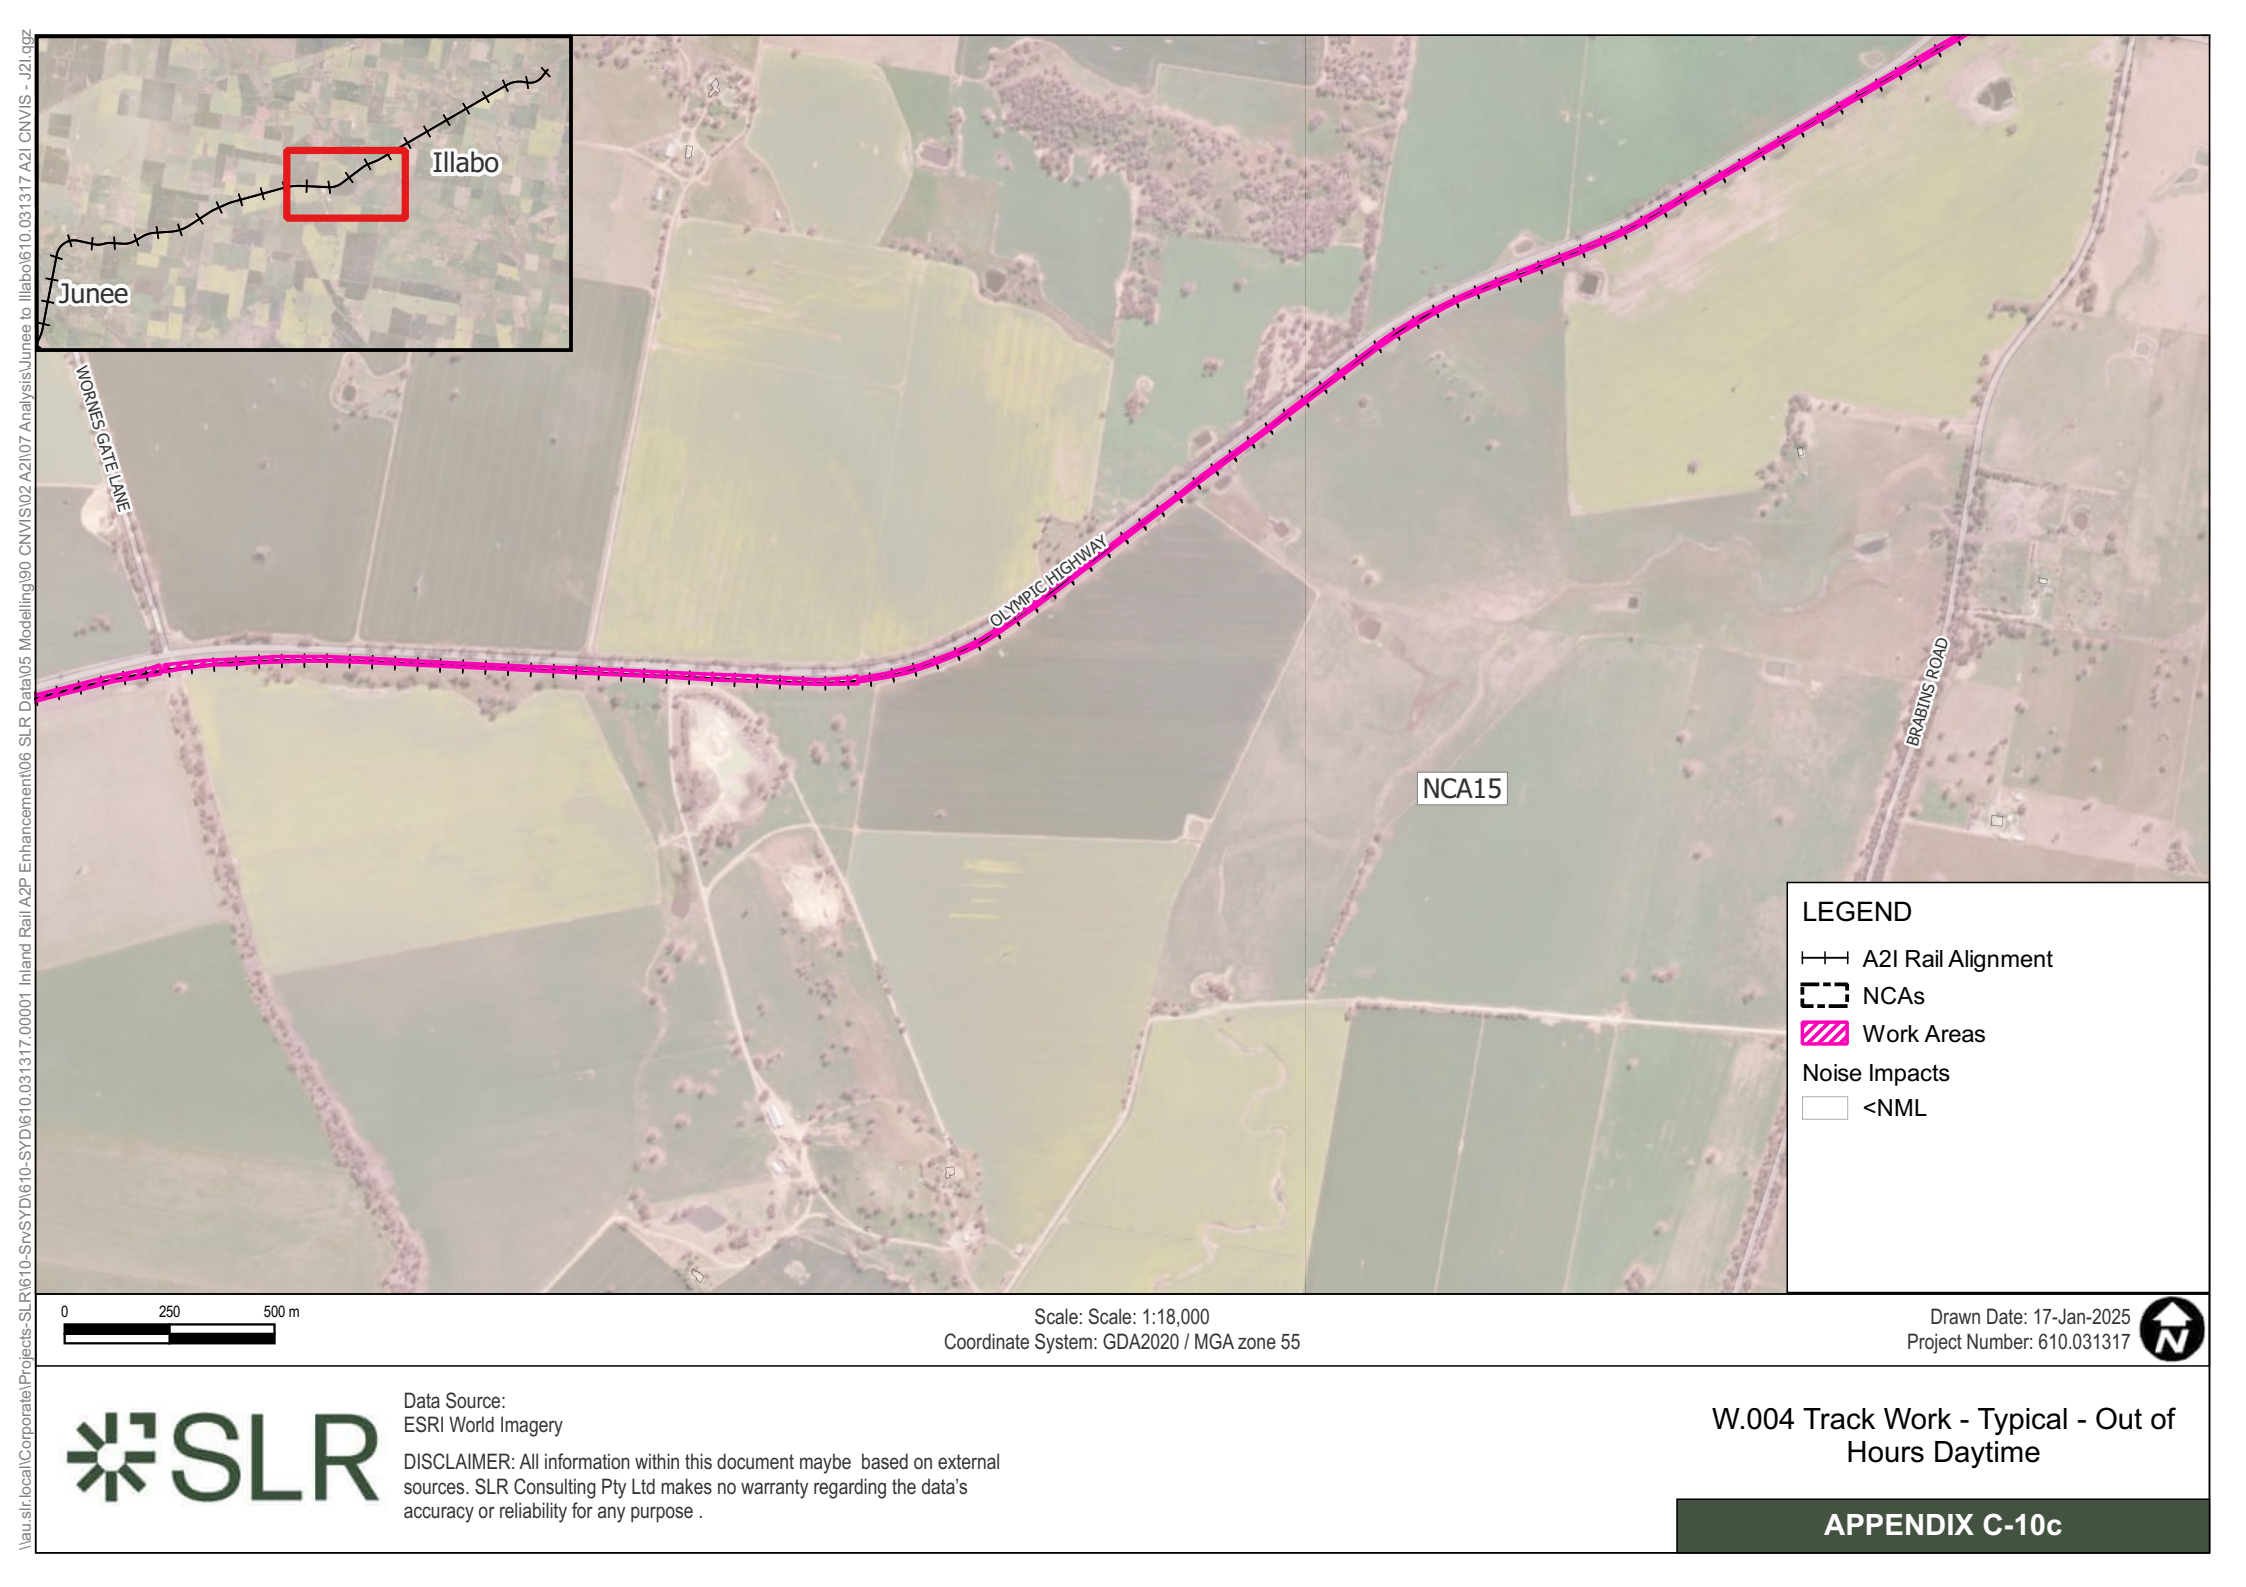 \\au.slr.local\Corporate\Projects-SLR\610-SrvSYD\610-SYD\610.031317.00001 Inland Rail A2P Enhancement\06 SLR Data\05 Modelling\90 CNVIS\02 A2I\07 Analysis\Junee to Illabo\610.031317 A2I CNVIS - J2I.qgz
Illabo
Junee
WORNES GATE LANE
OLYMPIC HIGHWAY
BRABINS ROAD
NCA15
LEGEND
A2I Rail Alignment
NCAs
Work Areas
Noise Impacts
<NML
0 250 500 m
Scale: Scale: 1:18,000
Coordinate System: GDA2020 / MGA zone 55
Drawn Date: 17-Jan-2025
Project Number: 610.031317
N
SLR
Data Source:
ESRI World Imagery
DISCLAIMER: All information within this document maybe  based on external
sources. SLR Consulting Pty Ltd makes no warranty regarding the data's
accuracy or reliability for any purpose .
W.004 Track Work - Typical - Out of
Hours Daytime
APPENDIX C-10c